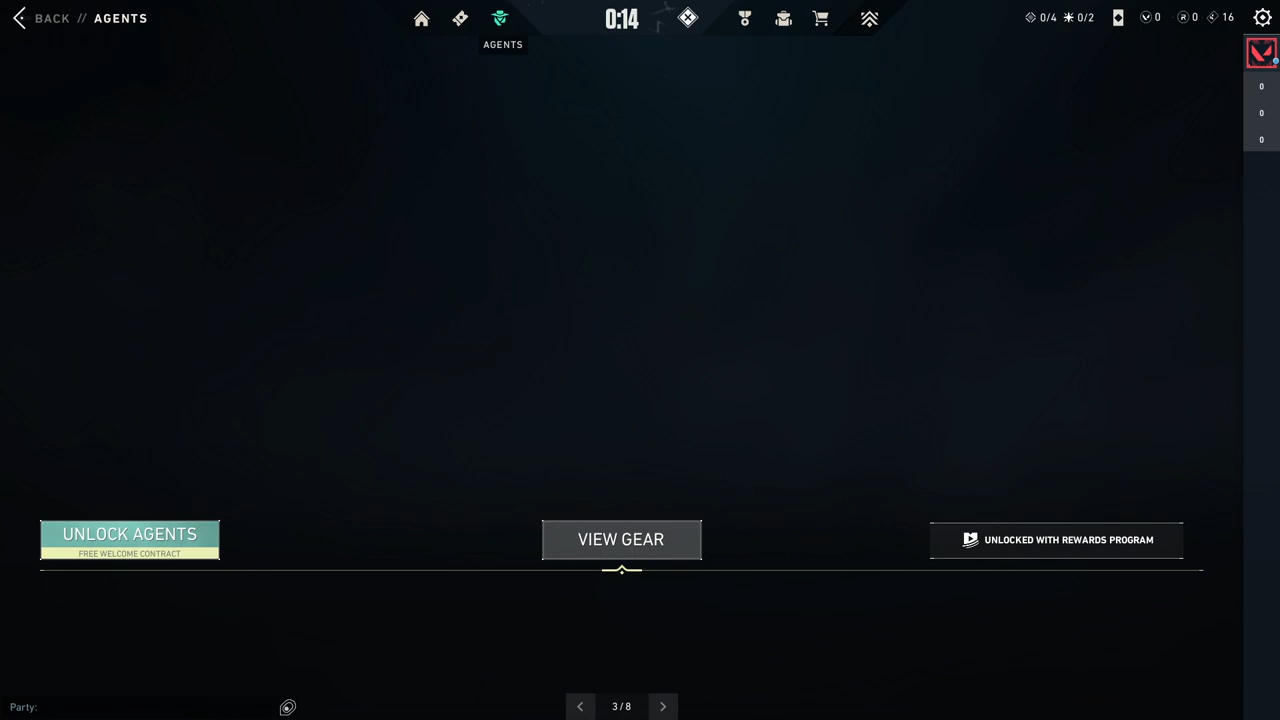 BACK // AGENTS
0:14
0/4 0/2 0 0 16
AGENTS
0
0
0
UNLOCK AGENTS
FREE WELCOME CONTRACT
VIEW GEAR
UNLOCKED WITH REWARDS PROGRAM
Party:
3 / 8